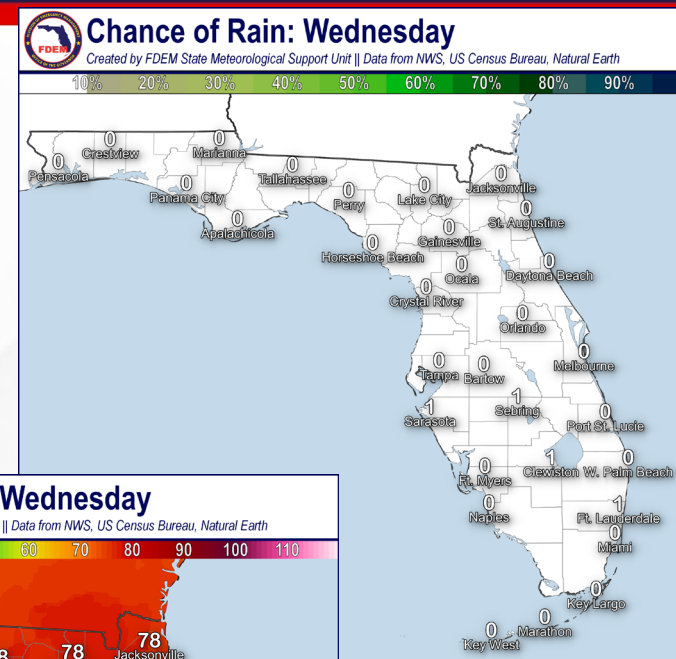 FDEM
Chance of Rain: Wednesday
Created by FDEM State Meteorological Support Unit || Data from NWS, US Census Bureau, Natural Earth
10% 20% 30% 40% 50% 60% 70% 80% 90%
0 Crestview
0 Marianna
0 Pensacola
0 Tallahassee
0 Panama City
0 Perry
0 Lake City
0 Jacksonville
0 St. Augustine
0 Apalachicola
0 Gainesville
0 Horseshoe Beach
0 Ocala
0 Daytona Beach
0 Crystal River
0 Orlando
0 Tampa
0 Bartow
0 Melbourne
1 Sebring
1 Sarasota
0 Port St. Lucie
0 Ft. Myers
1 Clewiston
0 W. Palm Beach
0 Naples
1 Ft. Lauderdale
0 Miami
0 Key Largo
0 Marathon
0 Key West
Wednesday
|| Data from NWS, US Census Bureau, Natural Earth
60 70 80 90 100 110
78 Jacksonville
78